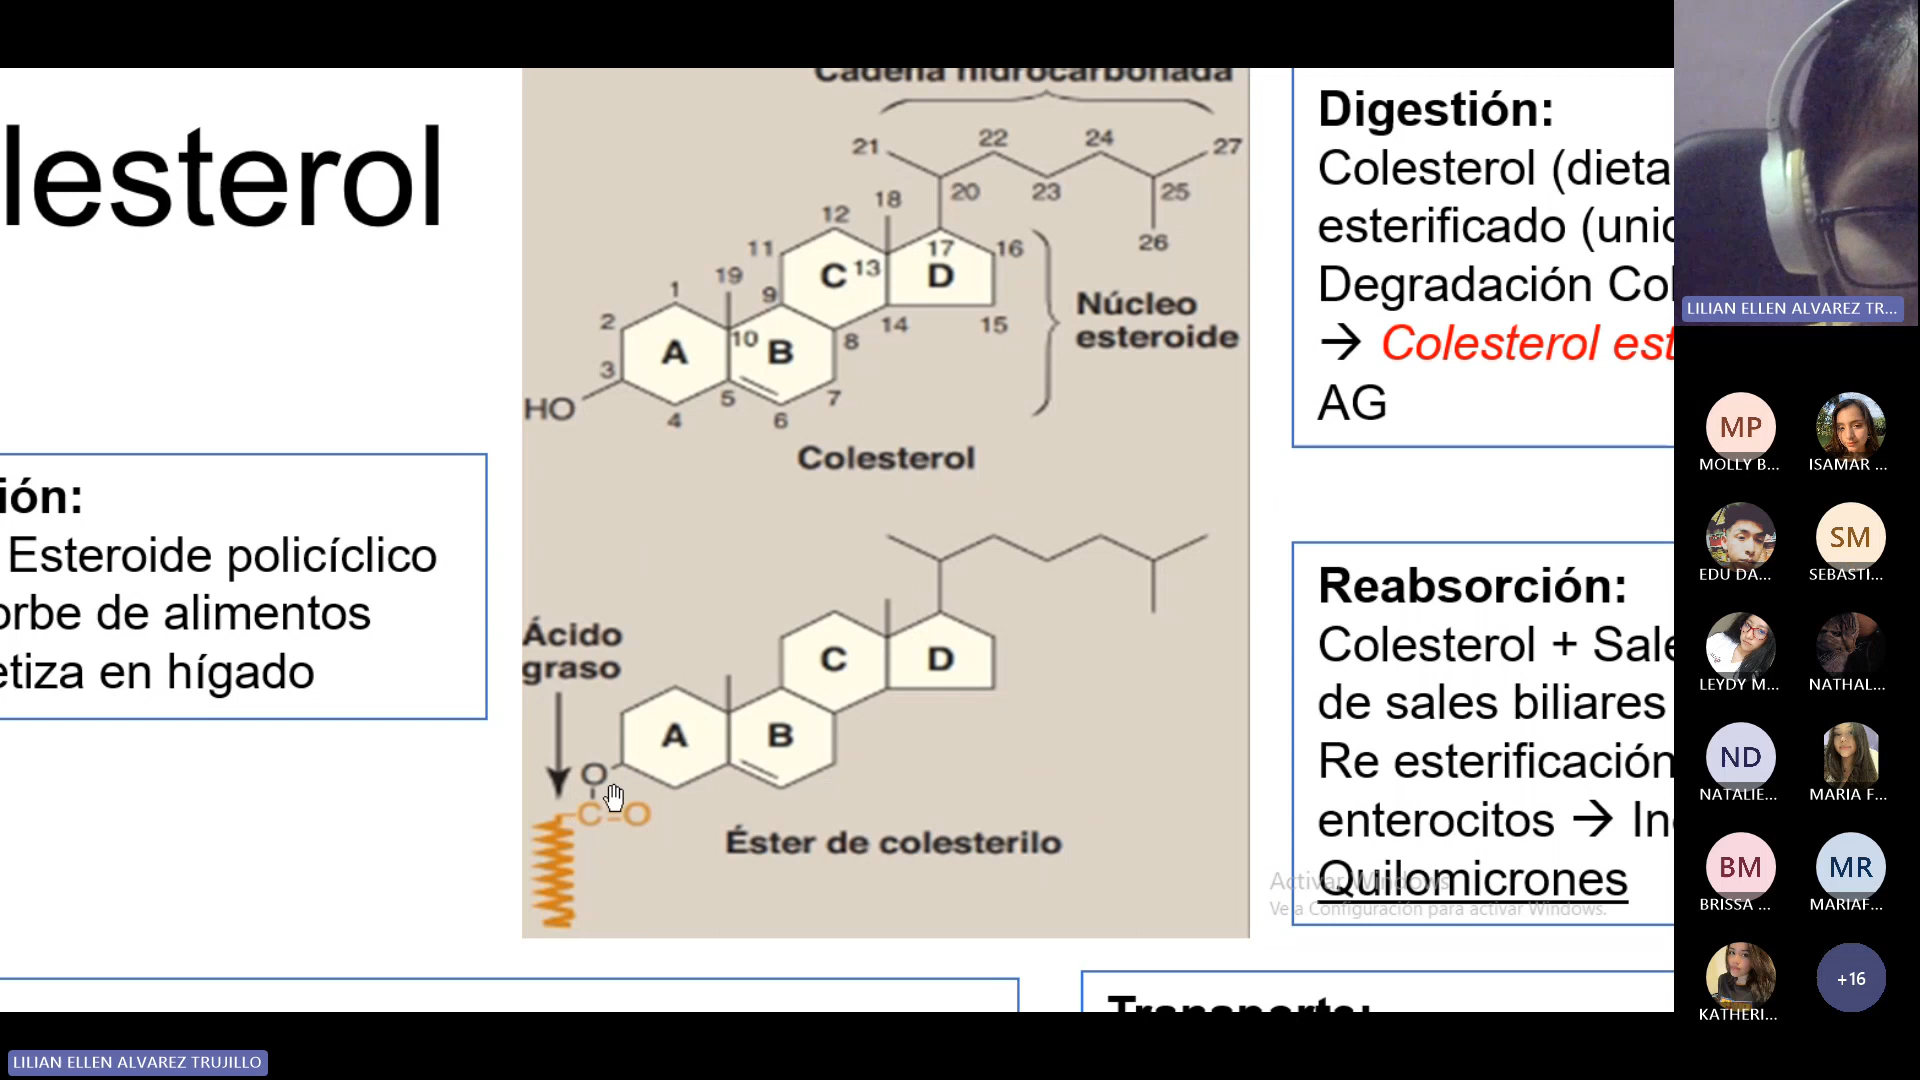 lesterol
ión:
Esteroide policíclico
orbe de alimentos
etiza en hígado
Cadena hidrocarbonada
21
22
24
27
20
23
25
26
18
12
11
17
16
19
C
13
D
1
9
2
10
8
14
15
A
B
3
HO
5
7
4
6
Núcleo
esteroide
Colesterol
Ácido
graso
C
D
A
B
O
C=O
Éster de colesterilo
Digestión:
Colesterol (dieta
esterificado (unic
Degradación Col
→ Colesterol est
AG
Reabsorción:
Colesterol + Sale
de sales biliares
Re esterificación
enterocitos → In
Quilomicrones
Activar Windows
Ve a Configuración para activar Windows.
Transporte:
LILIAN ELLEN ALVAREZ TR...
MP
MOLLY B...
ISAMAR ...
EDU DA...
SM
SEBASTI...
LEYDY M...
NATHAL...
ND
NATALIE...
MARIA F...
BM
BRISSA ...
MR
MARIAF...
KATHERI...
+16
LILIAN ELLEN ALVAREZ TRUJILLO